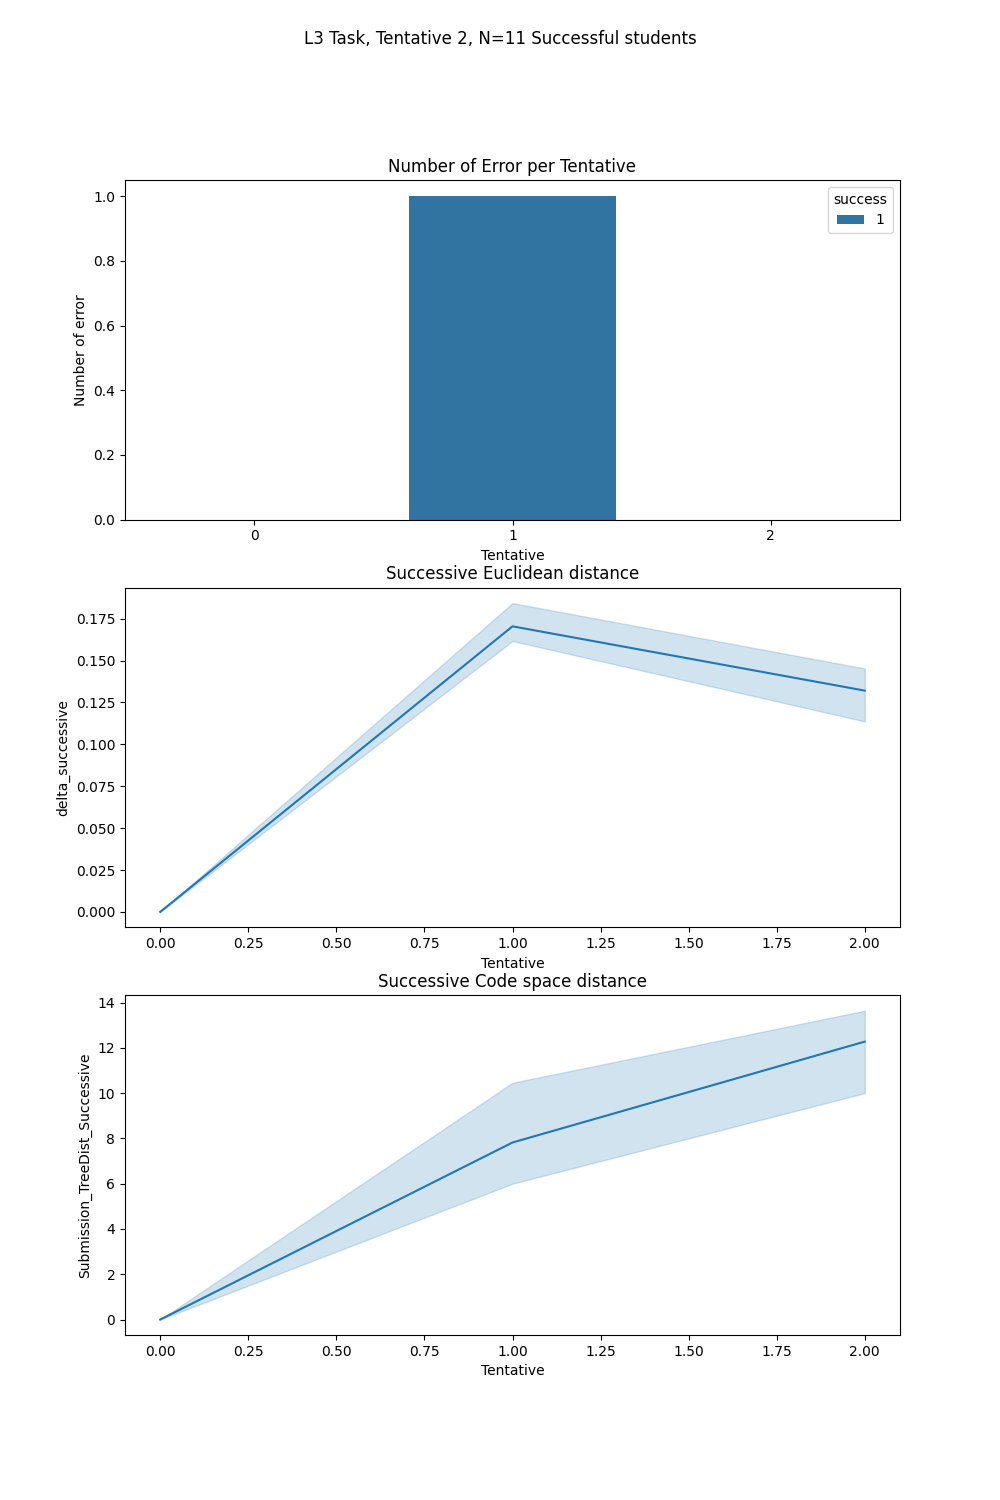 L3 Task, Tentative 2, N=11 Successful students
Number of Error per Tentative
success
1
1.0
0.8
0.6
0.4
0.2
0.0
Number of error
0 1 2
Tentative
Successive Euclidean distance
0.175
0.150
0.125
0.100
0.075
0.050
0.025
0.000
delta_successive
0.00 0.25 0.50 0.75 1.00 1.25 1.50 1.75 2.00
Tentative
Successive Code space distance
14
12
10
8
6
4
2
0
Submission_TreeDist_Successive
0.00 0.25 0.50 0.75 1.00 1.25 1.50 1.75 2.00
Tentative